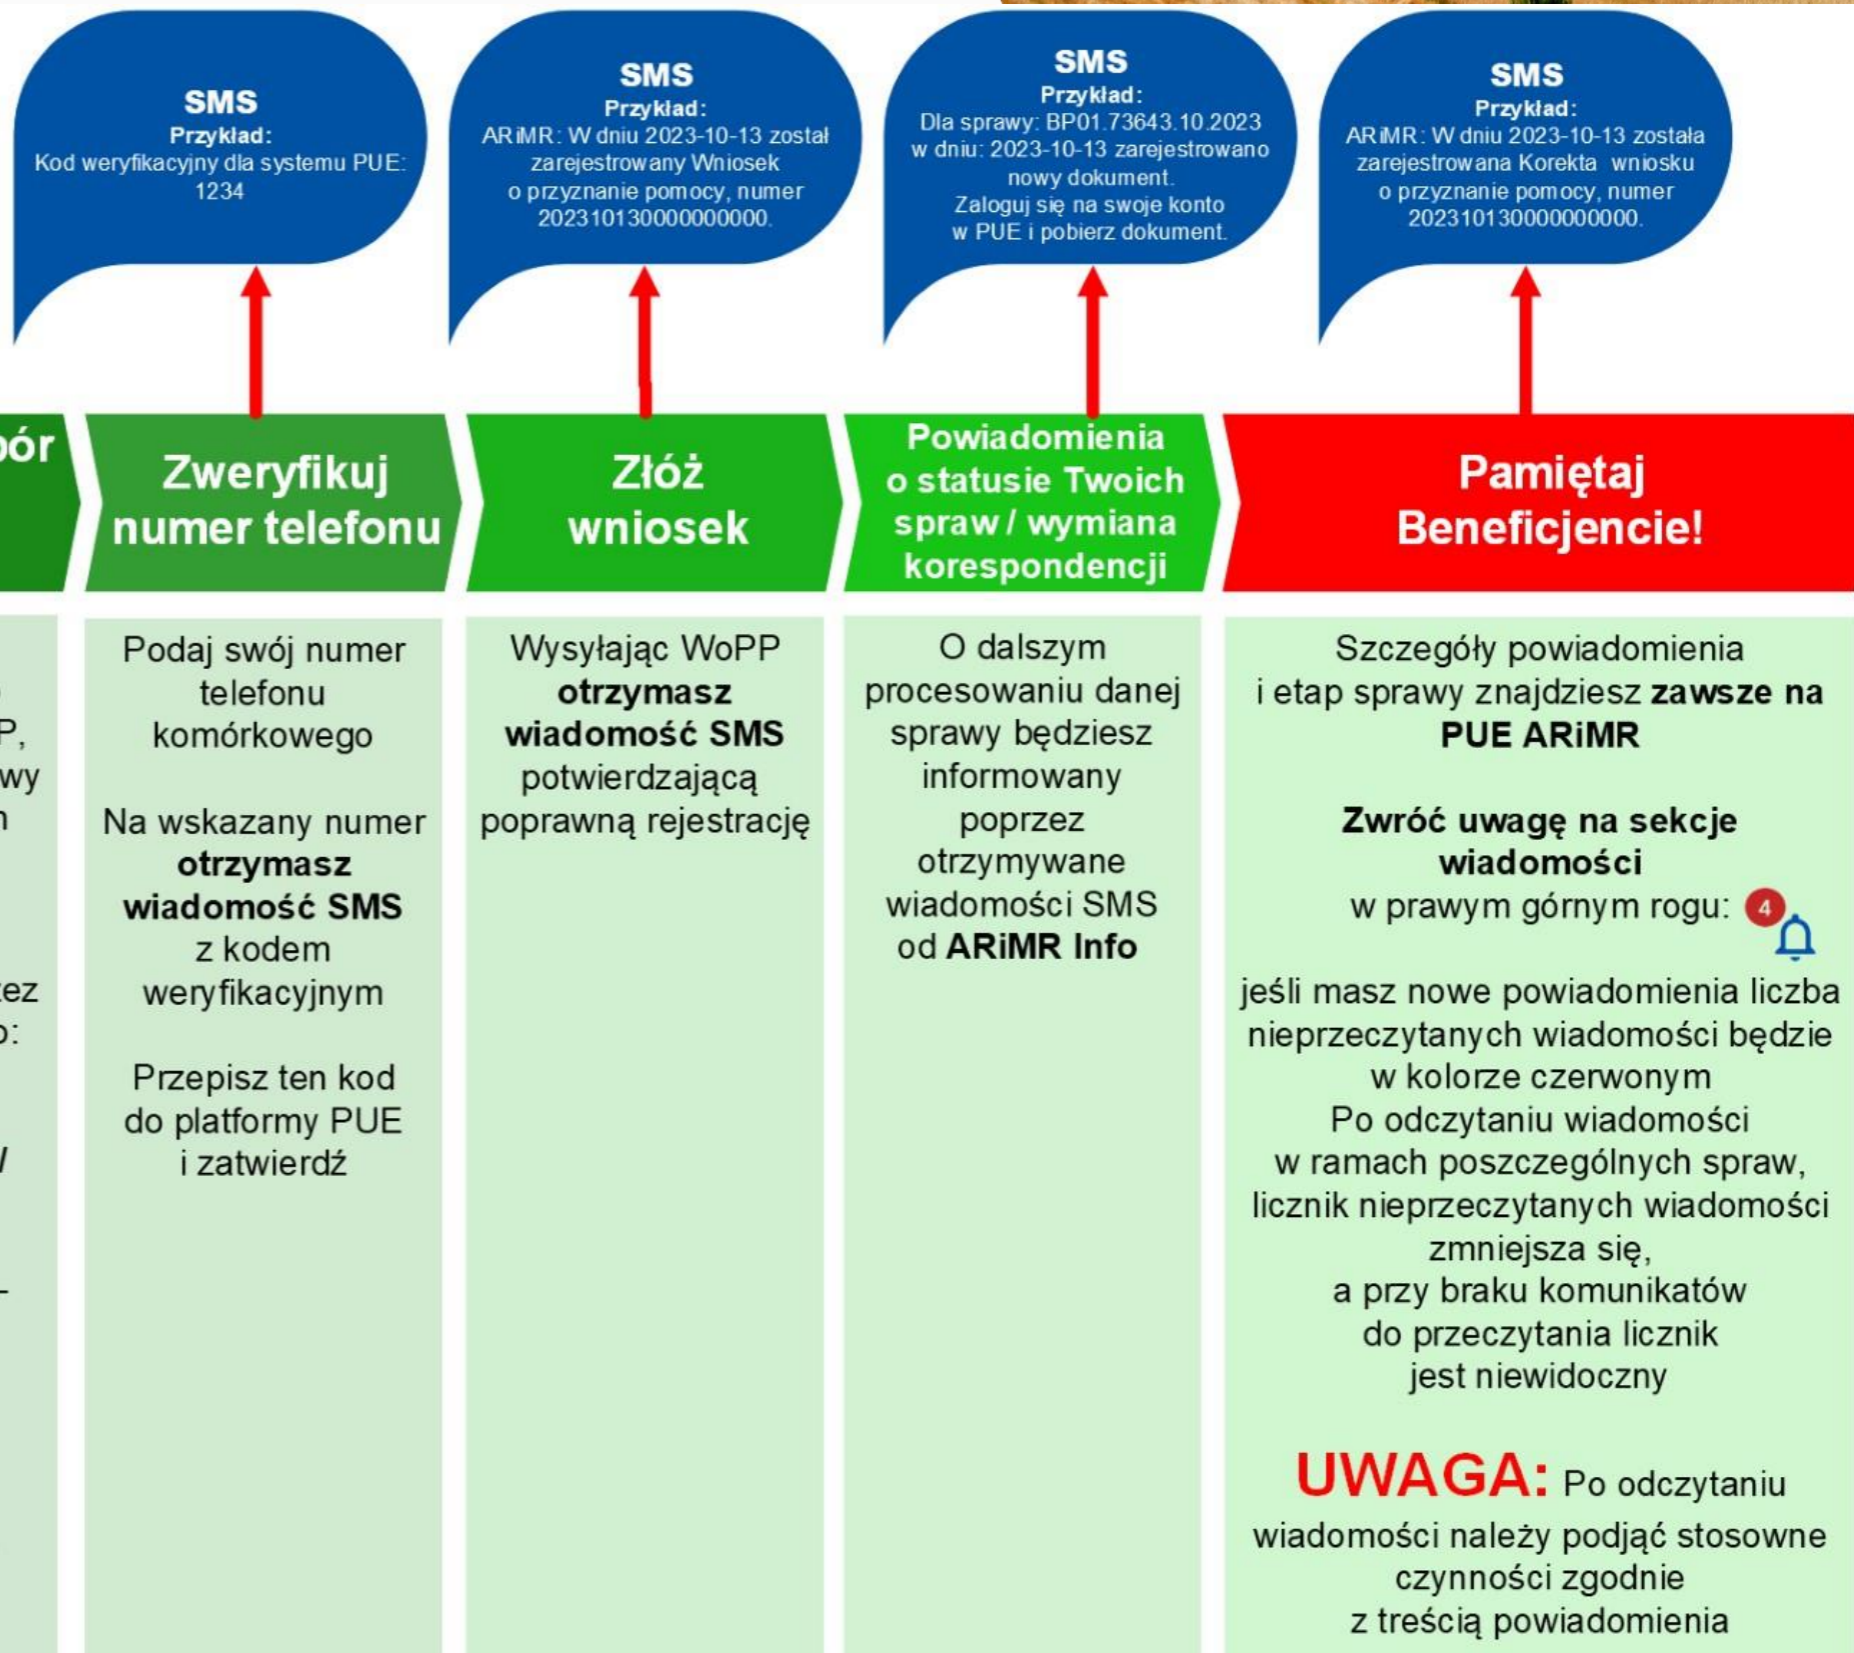 SMS
Przykład:
Kod weryfikacyjny dla systemu PUE:
1234
SMS
Przykład:
ARiMR: W dniu 2023-10-13 został
zarejestrowany Wniosek
o przyznanie pomocy, numer
202310130000000000.
SMS
Przykład:
Dla sprawy: BP01.73643.10.2023
w dniu: 2023-10-13 zarejestrowano
nowy dokument.
Zaloguj się na swoje konto
w PUE i pobierz dokument.
SMS
Przykład:
ARiMR: W dniu 2023-10-13 została
zarejestrowana Korekta wniosku
o przyznanie pomocy, numer
202310130000000000.
Zweryfikuj
numer telefonu
Podaj swój numer
telefonu
komórkowego
Na wskazany numer
otrzymasz
wiadomość SMS
z kodem
weryfikacyjnym
Przepisz ten kod
do platformy PUE
i zatwierdź
Złóż
wniosek
Wysyłając WoPP
otrzymasz
wiadomość SMS
potwierdzającą
poprawną rejestrację
Powiadomienia
o statusie Twoich
spraw / wymiana
korespondencji
O dalszym
procesowaniu danej
sprawy będziesz
informowany
poprzez
otrzymywane
wiadomości SMS
od ARiMR Info
Pamiętaj
Beneficjencie!
Szczegóły powiadomienia
i etap sprawy znajdziesz zawsze na
PUE ARiMR
Zwróć uwagę na sekcje
wiadomości
w prawym górnym rogu: 4
jeśli masz nowe powiadomienia liczba
nieprzeczytanych wiadomości będzie
w kolorze czerwonym
Po odczytaniu wiadomości
w ramach poszczególnych spraw,
licznik nieprzeczytanych wiadomości
zmniejsza się,
a przy braku komunikatów
do przeczytania licznik
jest niewidoczny
UWAGA: Po odczytaniu
wiadomości należy podjąć stosowne
czynności zgodnie
z treścią powiadomienia